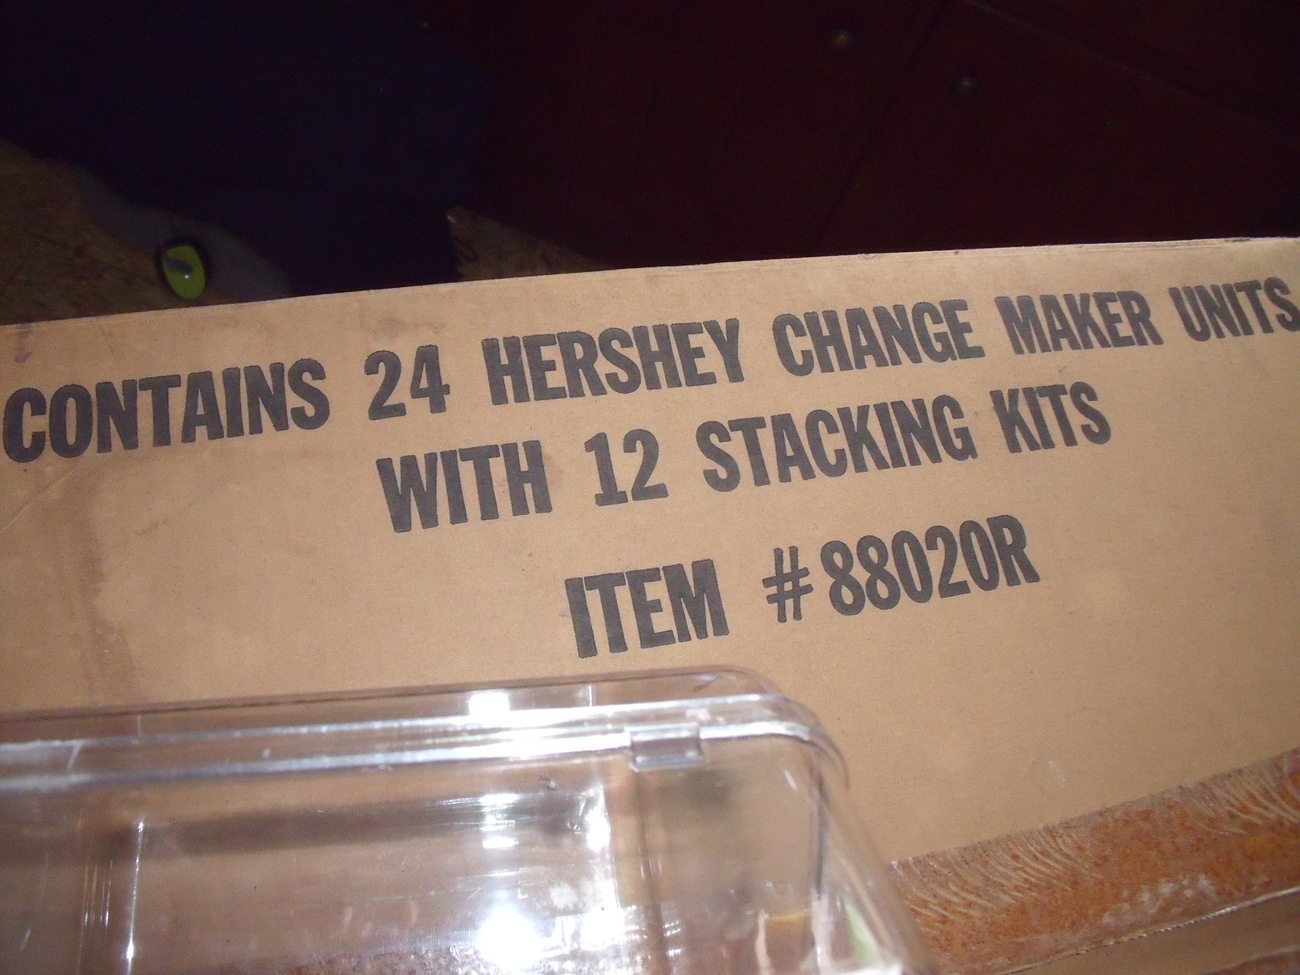 CONTAINS 24 HERSHEY CHANGE MAKER UNITS
WITH 12 STACKING KITS
ITEM #88020R